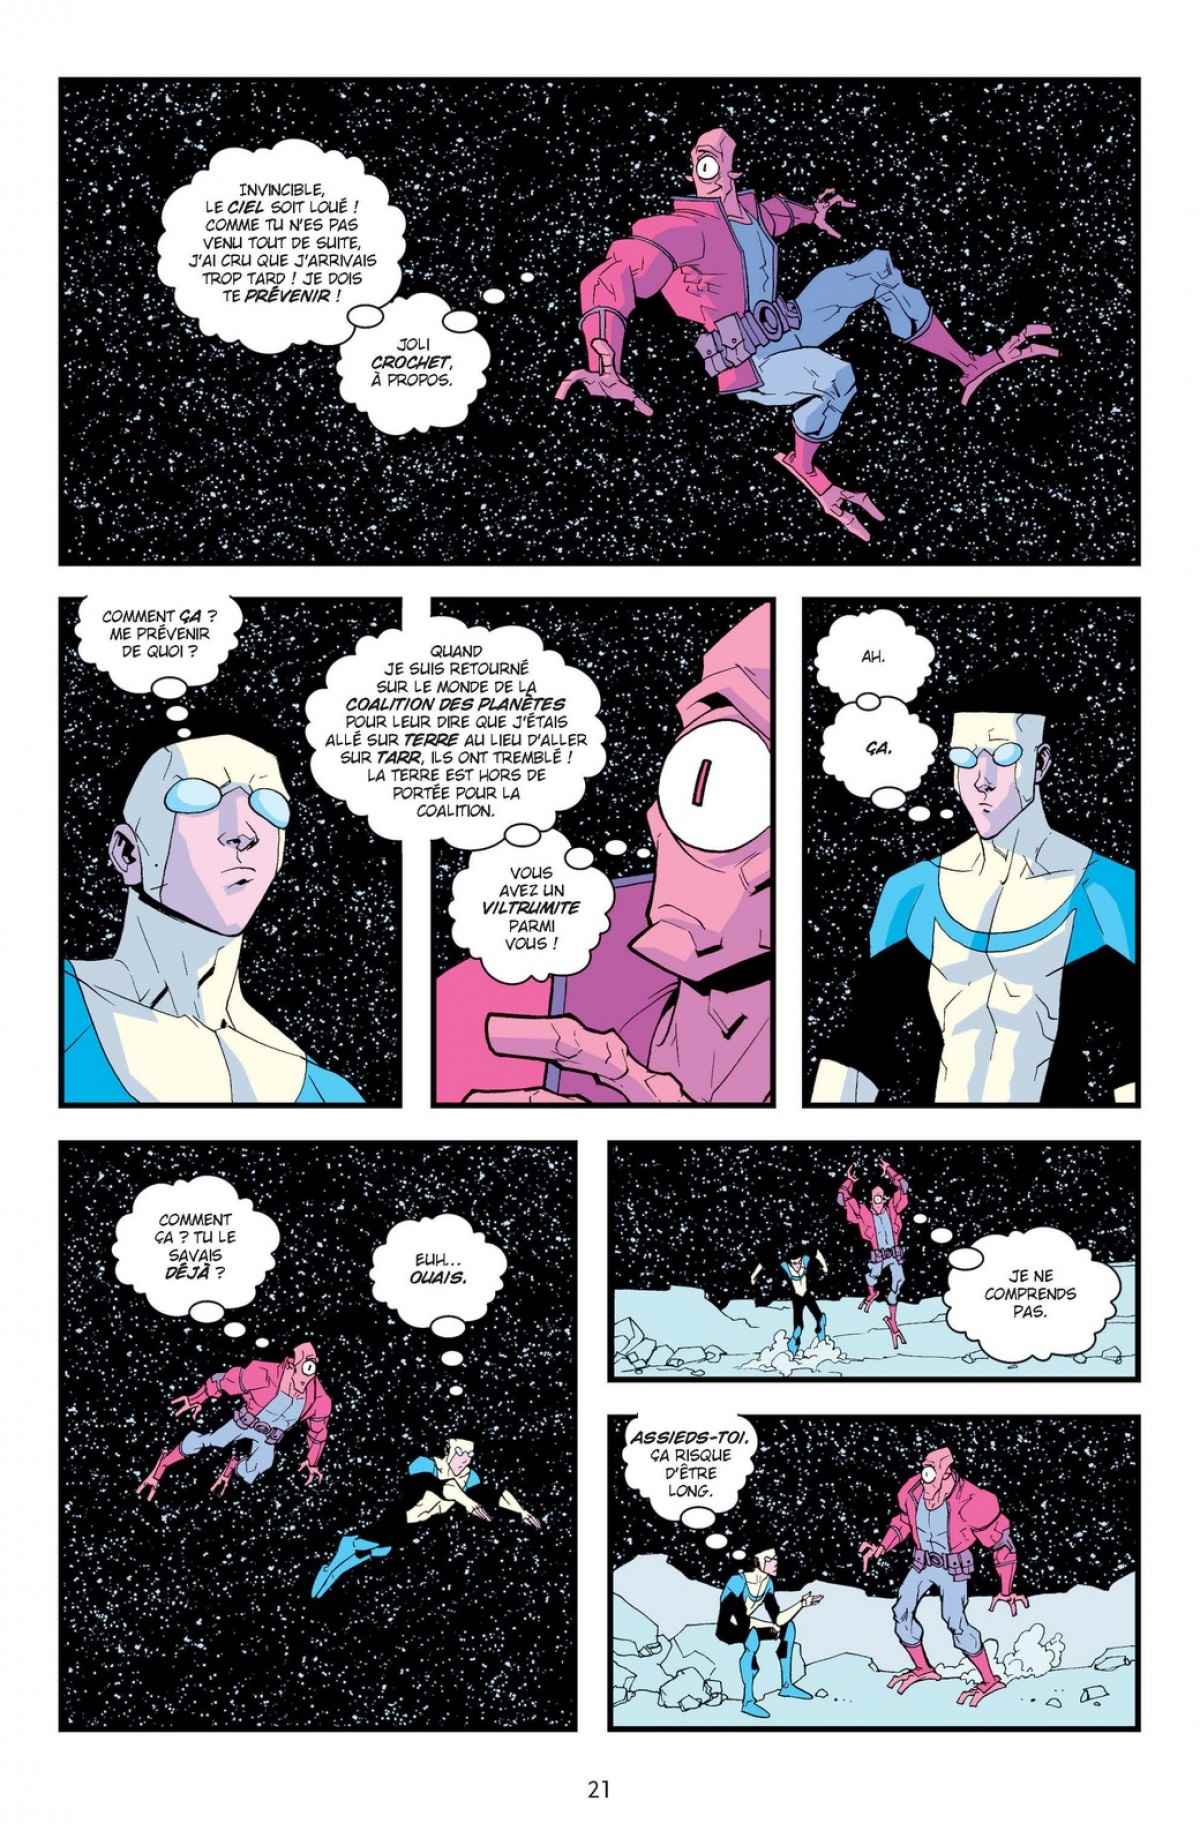 INVINCIBLE,
LE CIEL SOIT LOUÉ !
COMME TU N'ES PAS
VENU TOUT DE SUITE,
J'AI CRU QUE J'ARRIVAIS
TROP TARD ! JE DOIS
TE PRÉVENIR !
JOLI
CROCHET,
À PROPOS.
COMMENT ÇA ?
ME PRÉVENIR
DE QUOI ?
QUAND
JE SUIS RETOURNÉ
SUR LE MONDE DE LA
COALITION DES PLANÈTES
POUR LEUR DIRE QUE J'ÉTAIS
ALLÉ SUR TERRE AU LIEU D'ALLER
SUR TARR, ILS ONT TREMBLÉ !
LA TERRE EST HORS DE
PORTÉE POUR LA
COALITION.
VOUS
AVEZ UN
VILTRUMITE
PARMI
VOUS !
AH.
ÇA.
COMMENT
ÇA ? TU LE
SAVAIS
DÉJÀ ?
EUH...
OUAIS.
JE NE
COMPRENDS
PAS.
ASSIEDS-TOI.
ÇA RISQUE
D'ÊTRE
LONG.
21